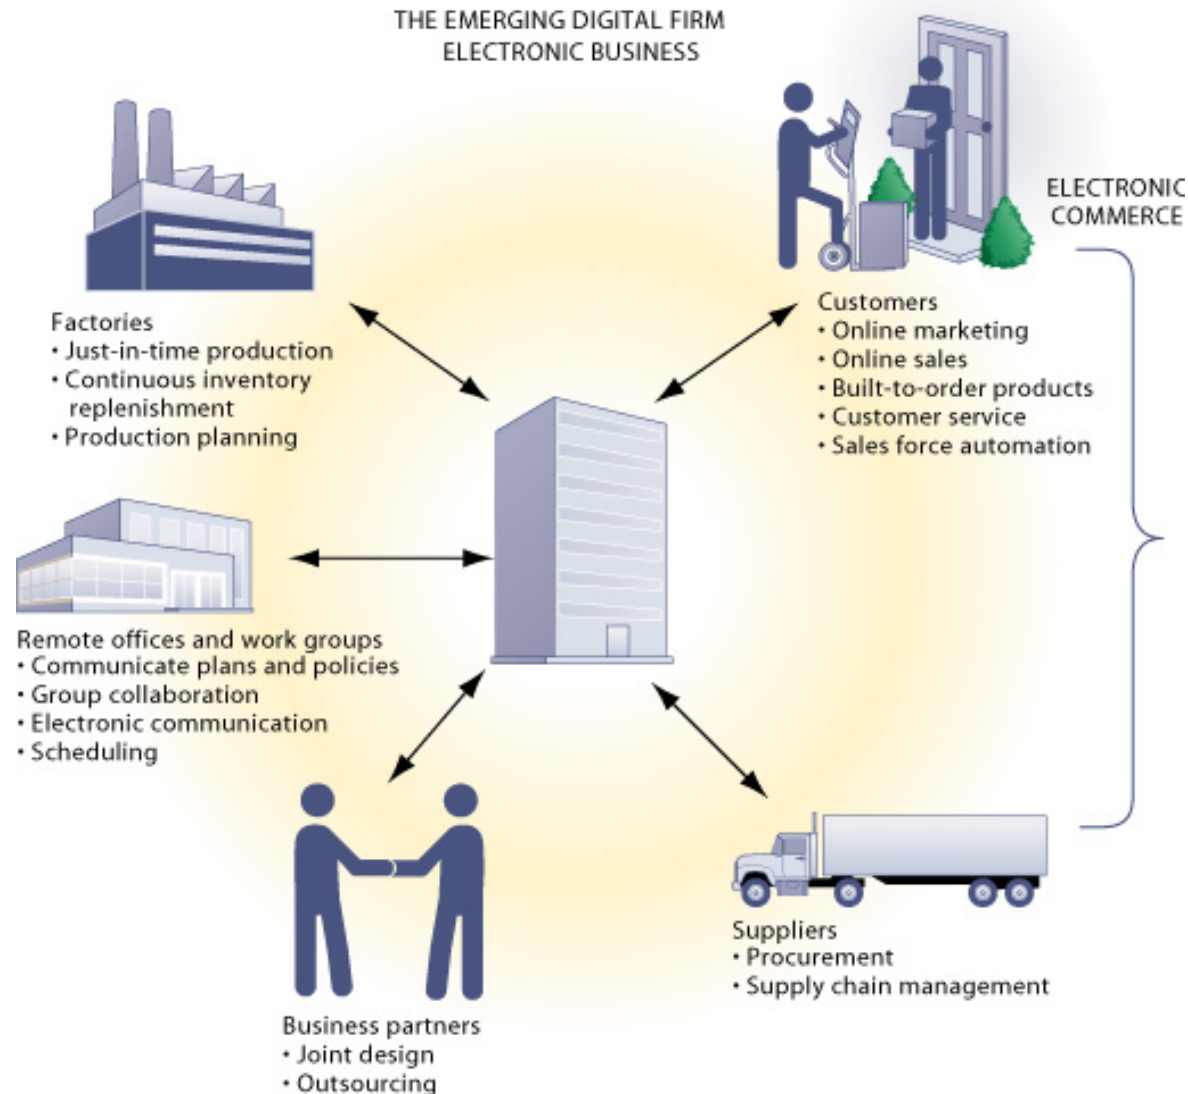 THE EMERGING DIGITAL FIRM
ELECTRONIC BUSINESS
ELECTRONIC
COMMERCE
Factories
• Just-in-time production
• Continuous inventory
replenishment
• Production planning
Customers
• Online marketing
• Online sales
• Built-to-order products
• Customer service
• Sales force automation
Remote offices and work groups
• Communicate plans and policies
• Group collaboration
• Electronic communication
• Scheduling
Business partners
• Joint design
• Outsourcing
Suppliers
• Procurement
• Supply chain management